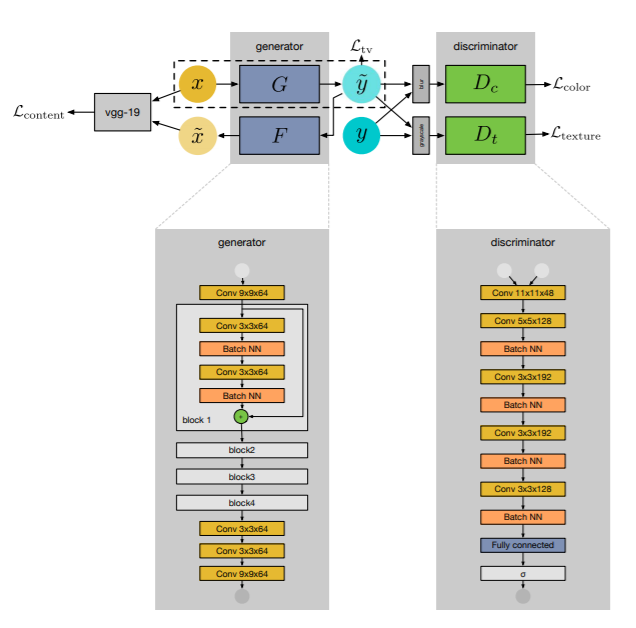 generator
discriminator
ℒtv
x
G
ỹ
blur
Dc
ℒcolor
ℒcontent
vgg-19
x̃
F
y
grayscale
Dt
ℒtexture
generator
Conv 9x9x64
Conv 3x3x64
Batch NN
Conv 3x3x64
Batch NN
+
block 1
block2
block3
block4
Conv 3x3x64
Conv 3x3x64
Conv 9x9x64
discriminator
Conv 11x11x48
Conv 5x5x128
Batch NN
Conv 3x3x192
Batch NN
Conv 3x3x192
Batch NN
Conv 3x3x128
Batch NN
Fully connected
σ